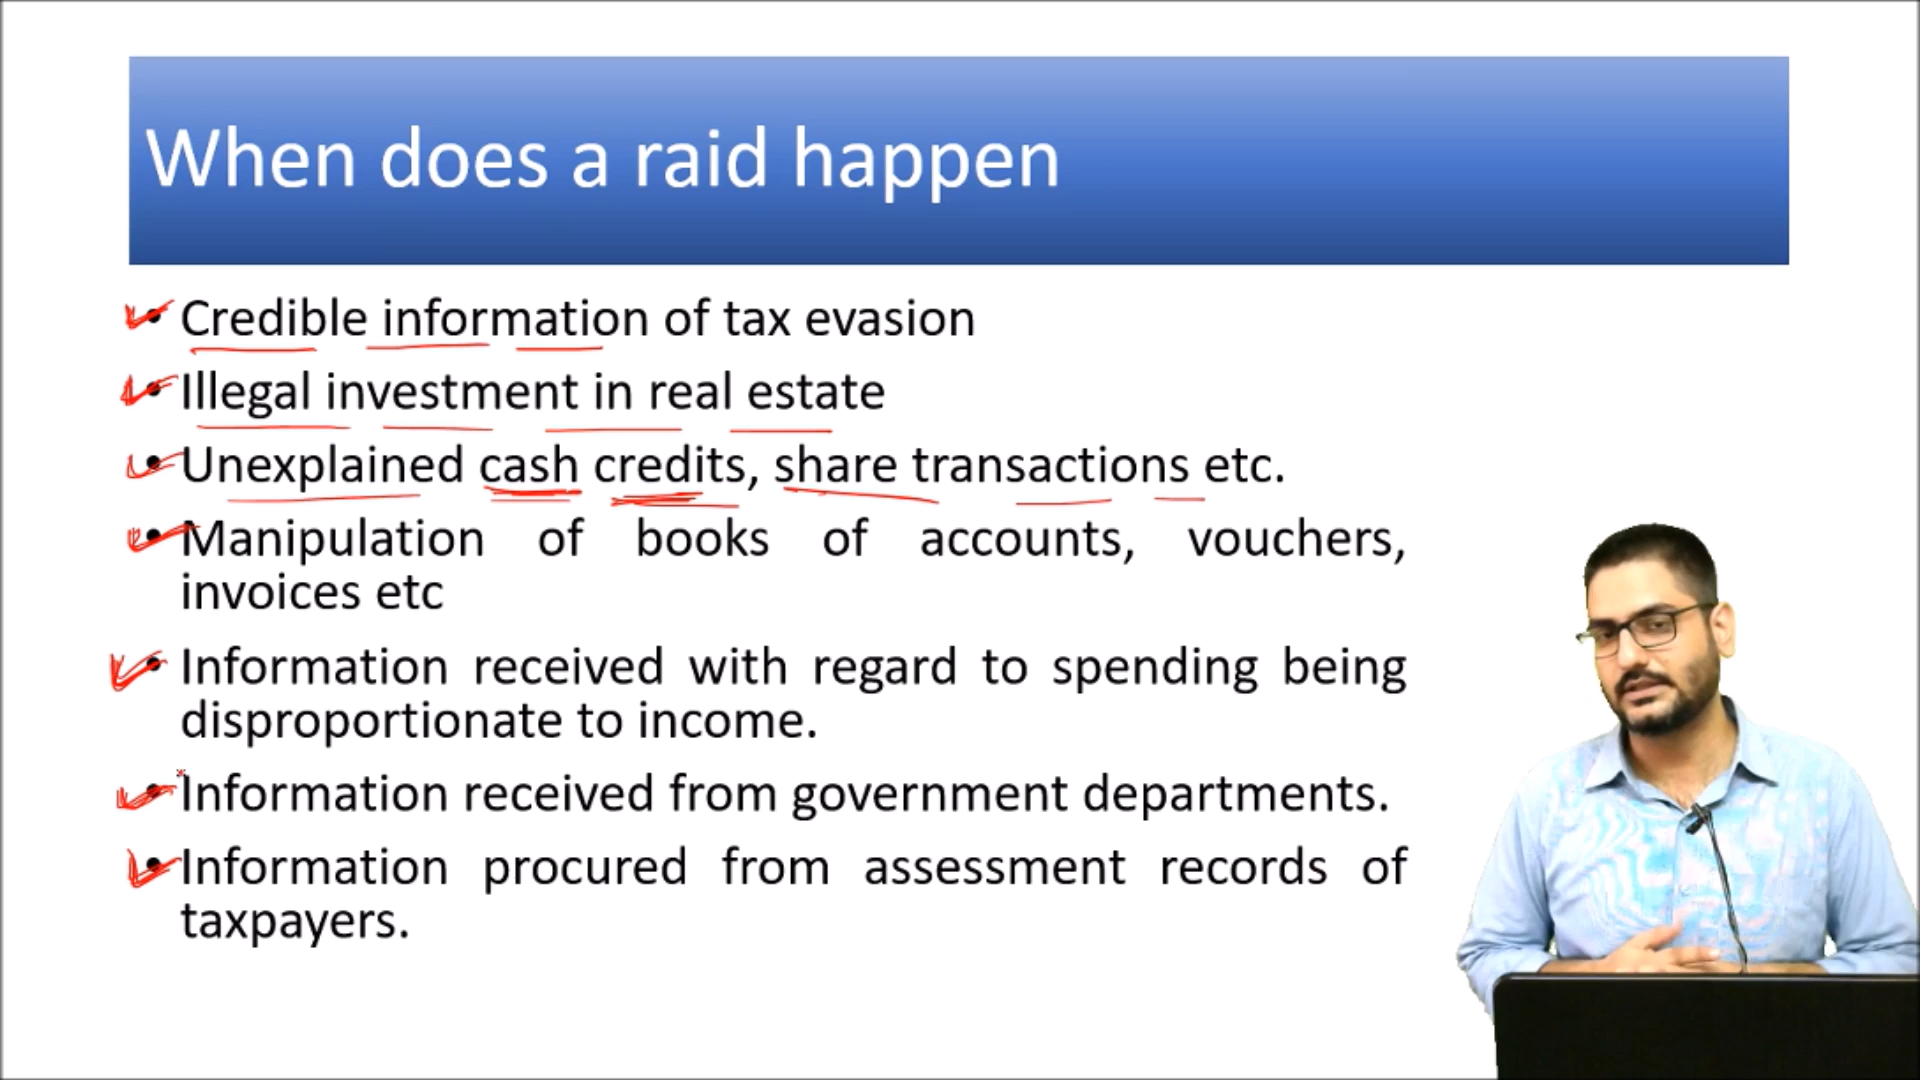 When does a raid happen
• Credible information of tax evasion
• Illegal investment in real estate
• Unexplained cash credits, share transactions etc.
• Manipulation of books of accounts, vouchers,
invoices etc
• Information received with regard to spending being
disproportionate to income.
• Information received from government departments.
• Information procured from assessment records of
taxpayers.